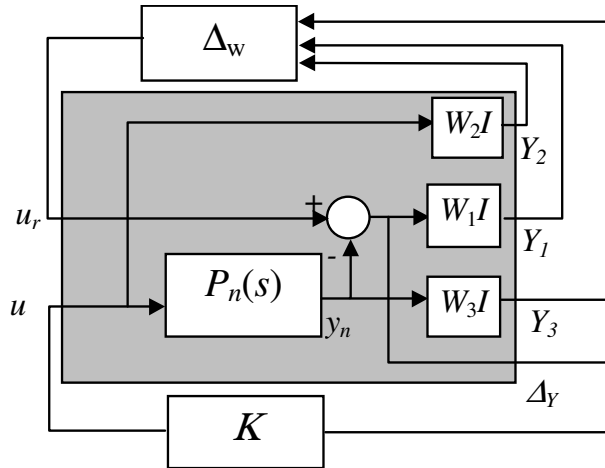 Δw
W2I
Y2
+
ur
W1I
Y1
-
Pn(s)
W3I
u
yn
Y3
ΔY
K